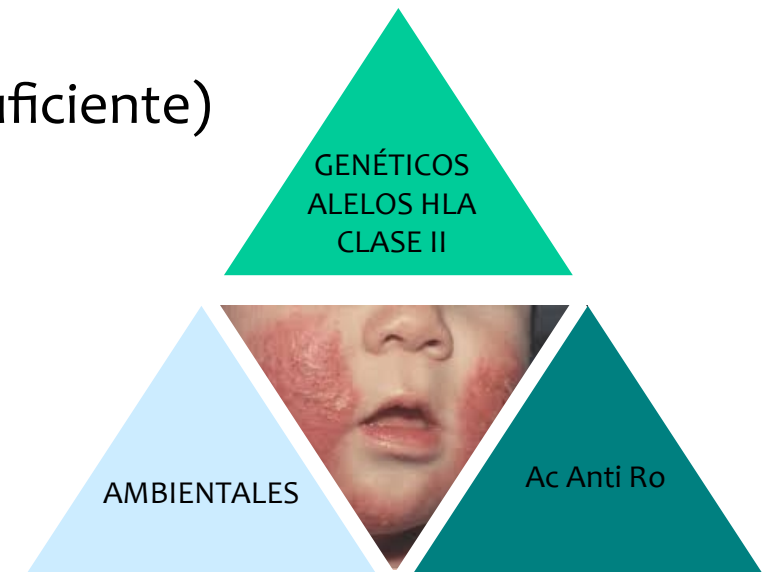 ficiente)
GENÉTICOS
ALELOS HLA
CLASE II
AMBIENTALES
Ac Anti Ro